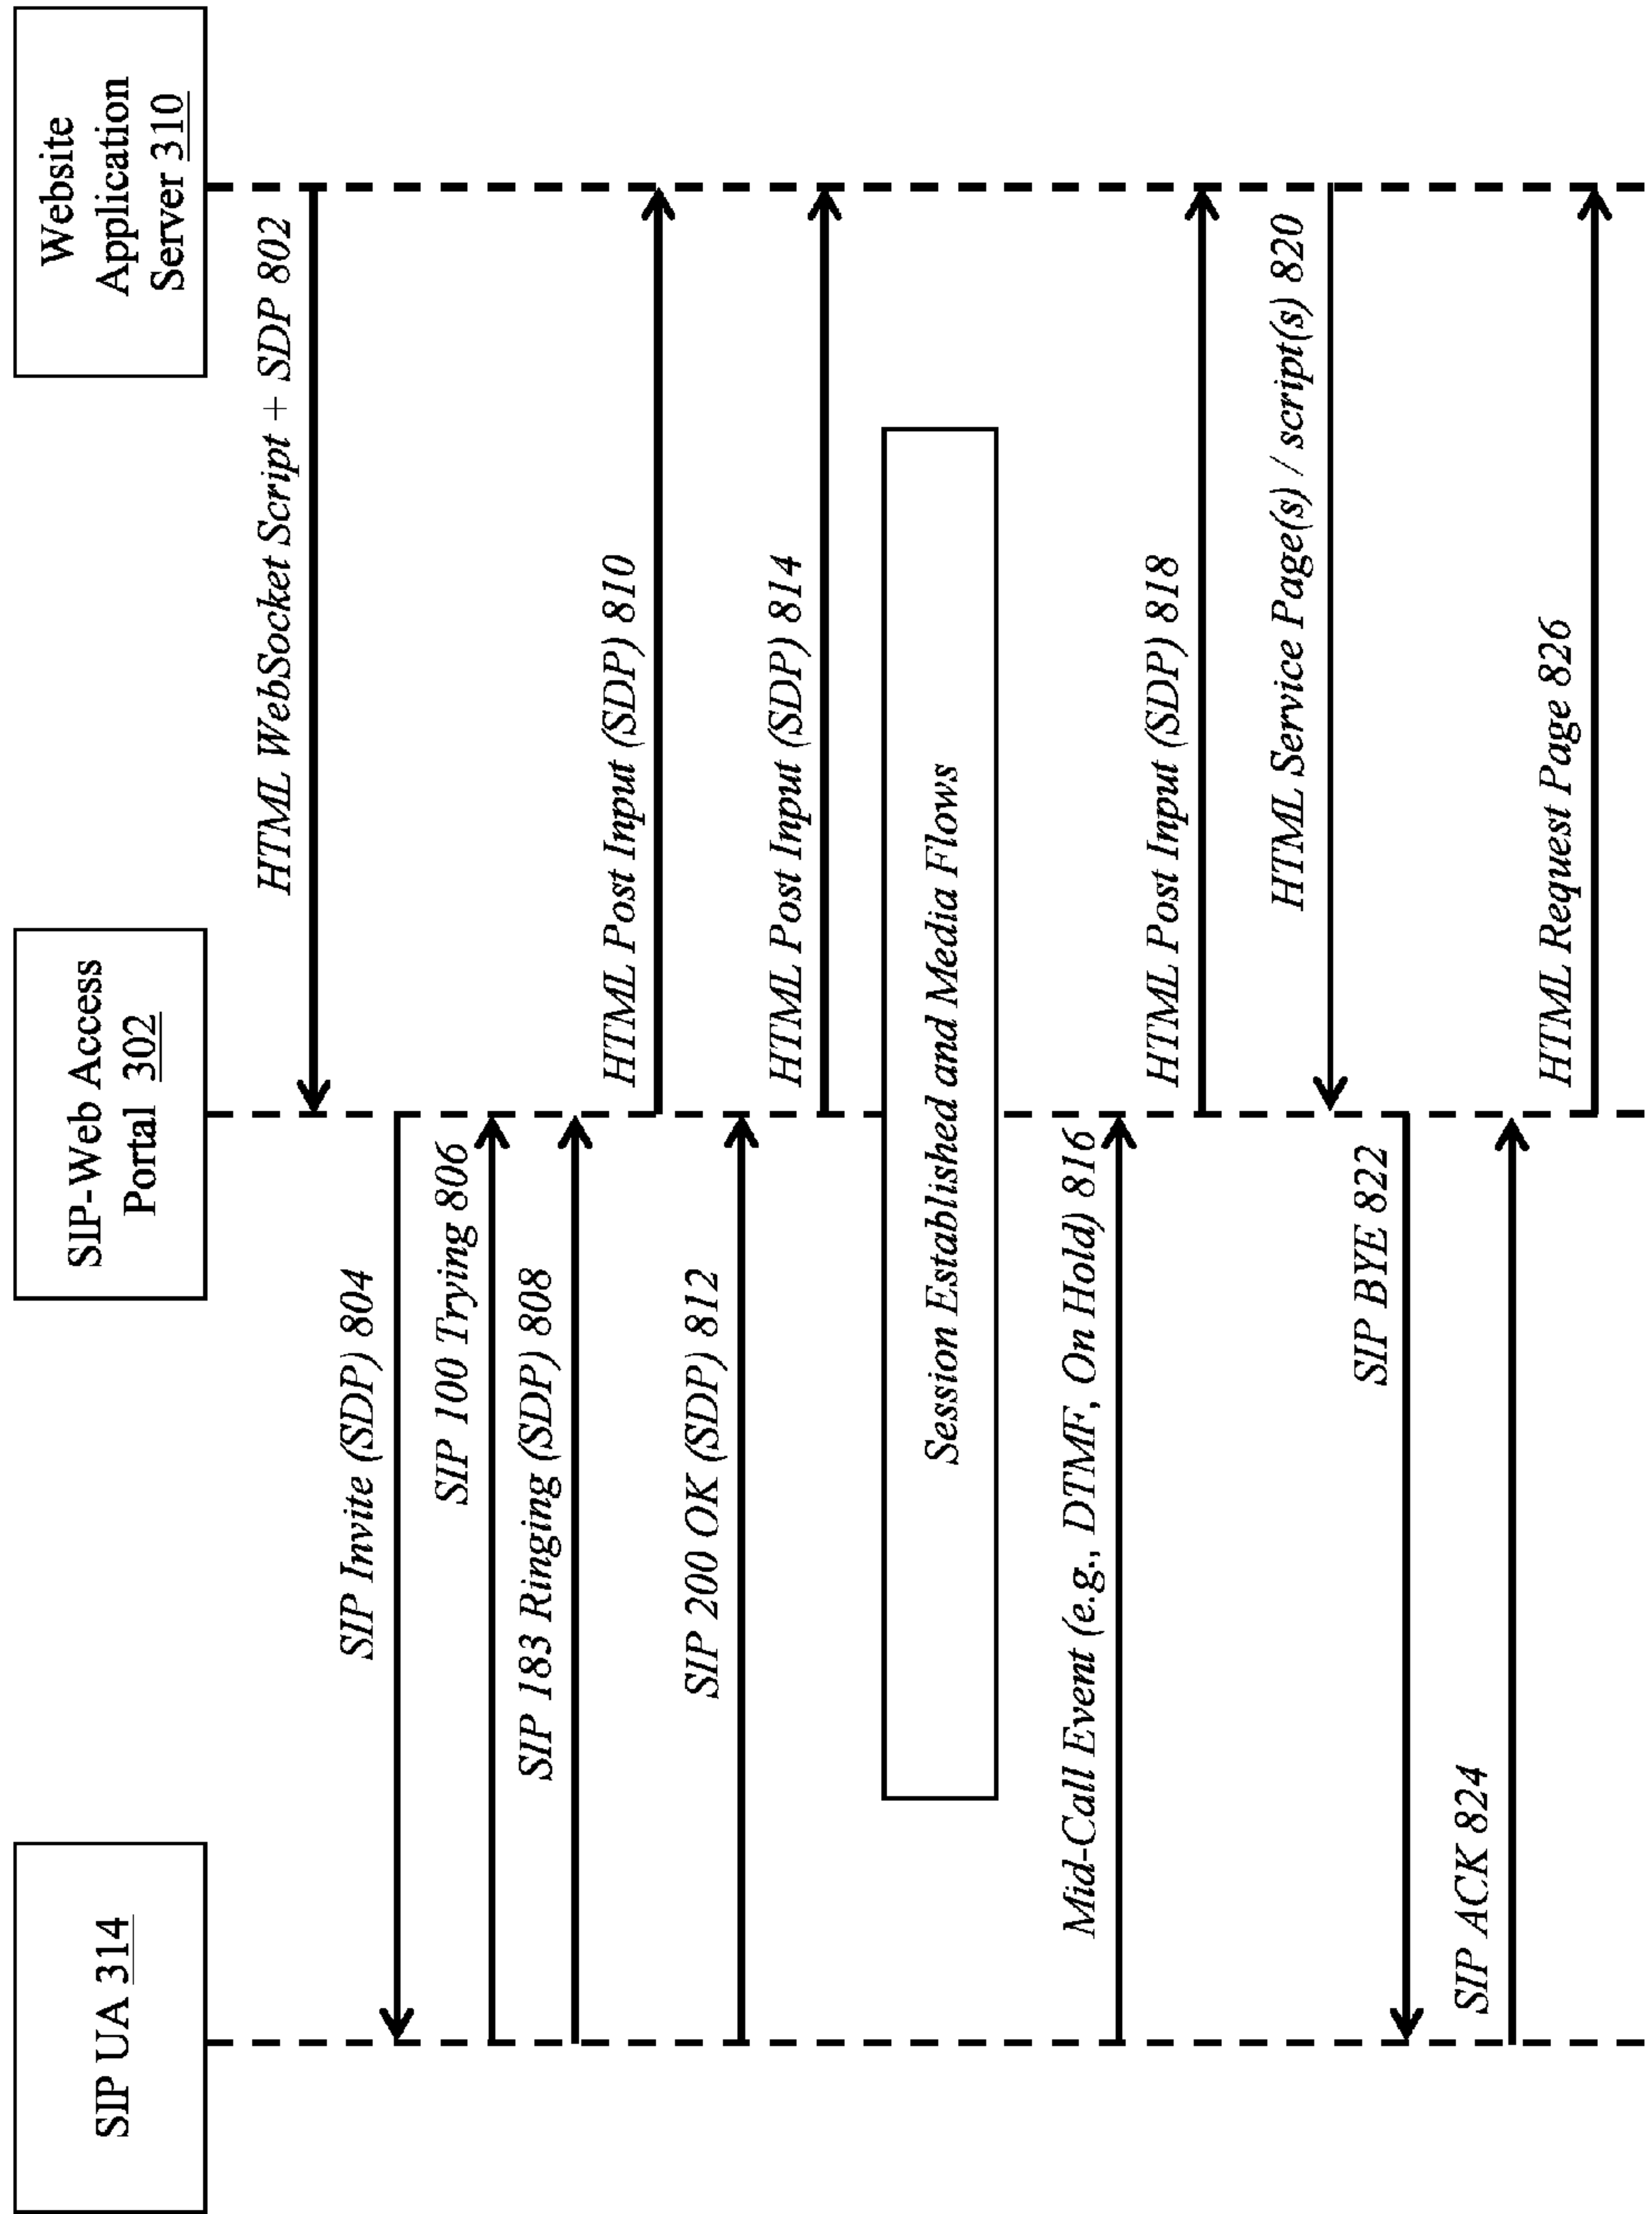 SIP UA 314
SIP-Web Access
Portal 302
Website
Application
Server 310
HTML WebSocket Script + SDP 802
SIP Invite (SDP) 804
SIP 100 Trying 806
SIP 183 Ringing (SDP) 808
HTML Post Input (SDP) 810
SIP 200 OK (SDP) 812
HTML Post Input (SDP) 814
Session Established and Media Flows
Mid-Call Event (e.g., DTMF, On Hold) 816
HTML Post Input (SDP) 818
HTML Service Page(s) / script(s) 820
SIP BYE 822
SIP ACK 824
HTML Request Page 826